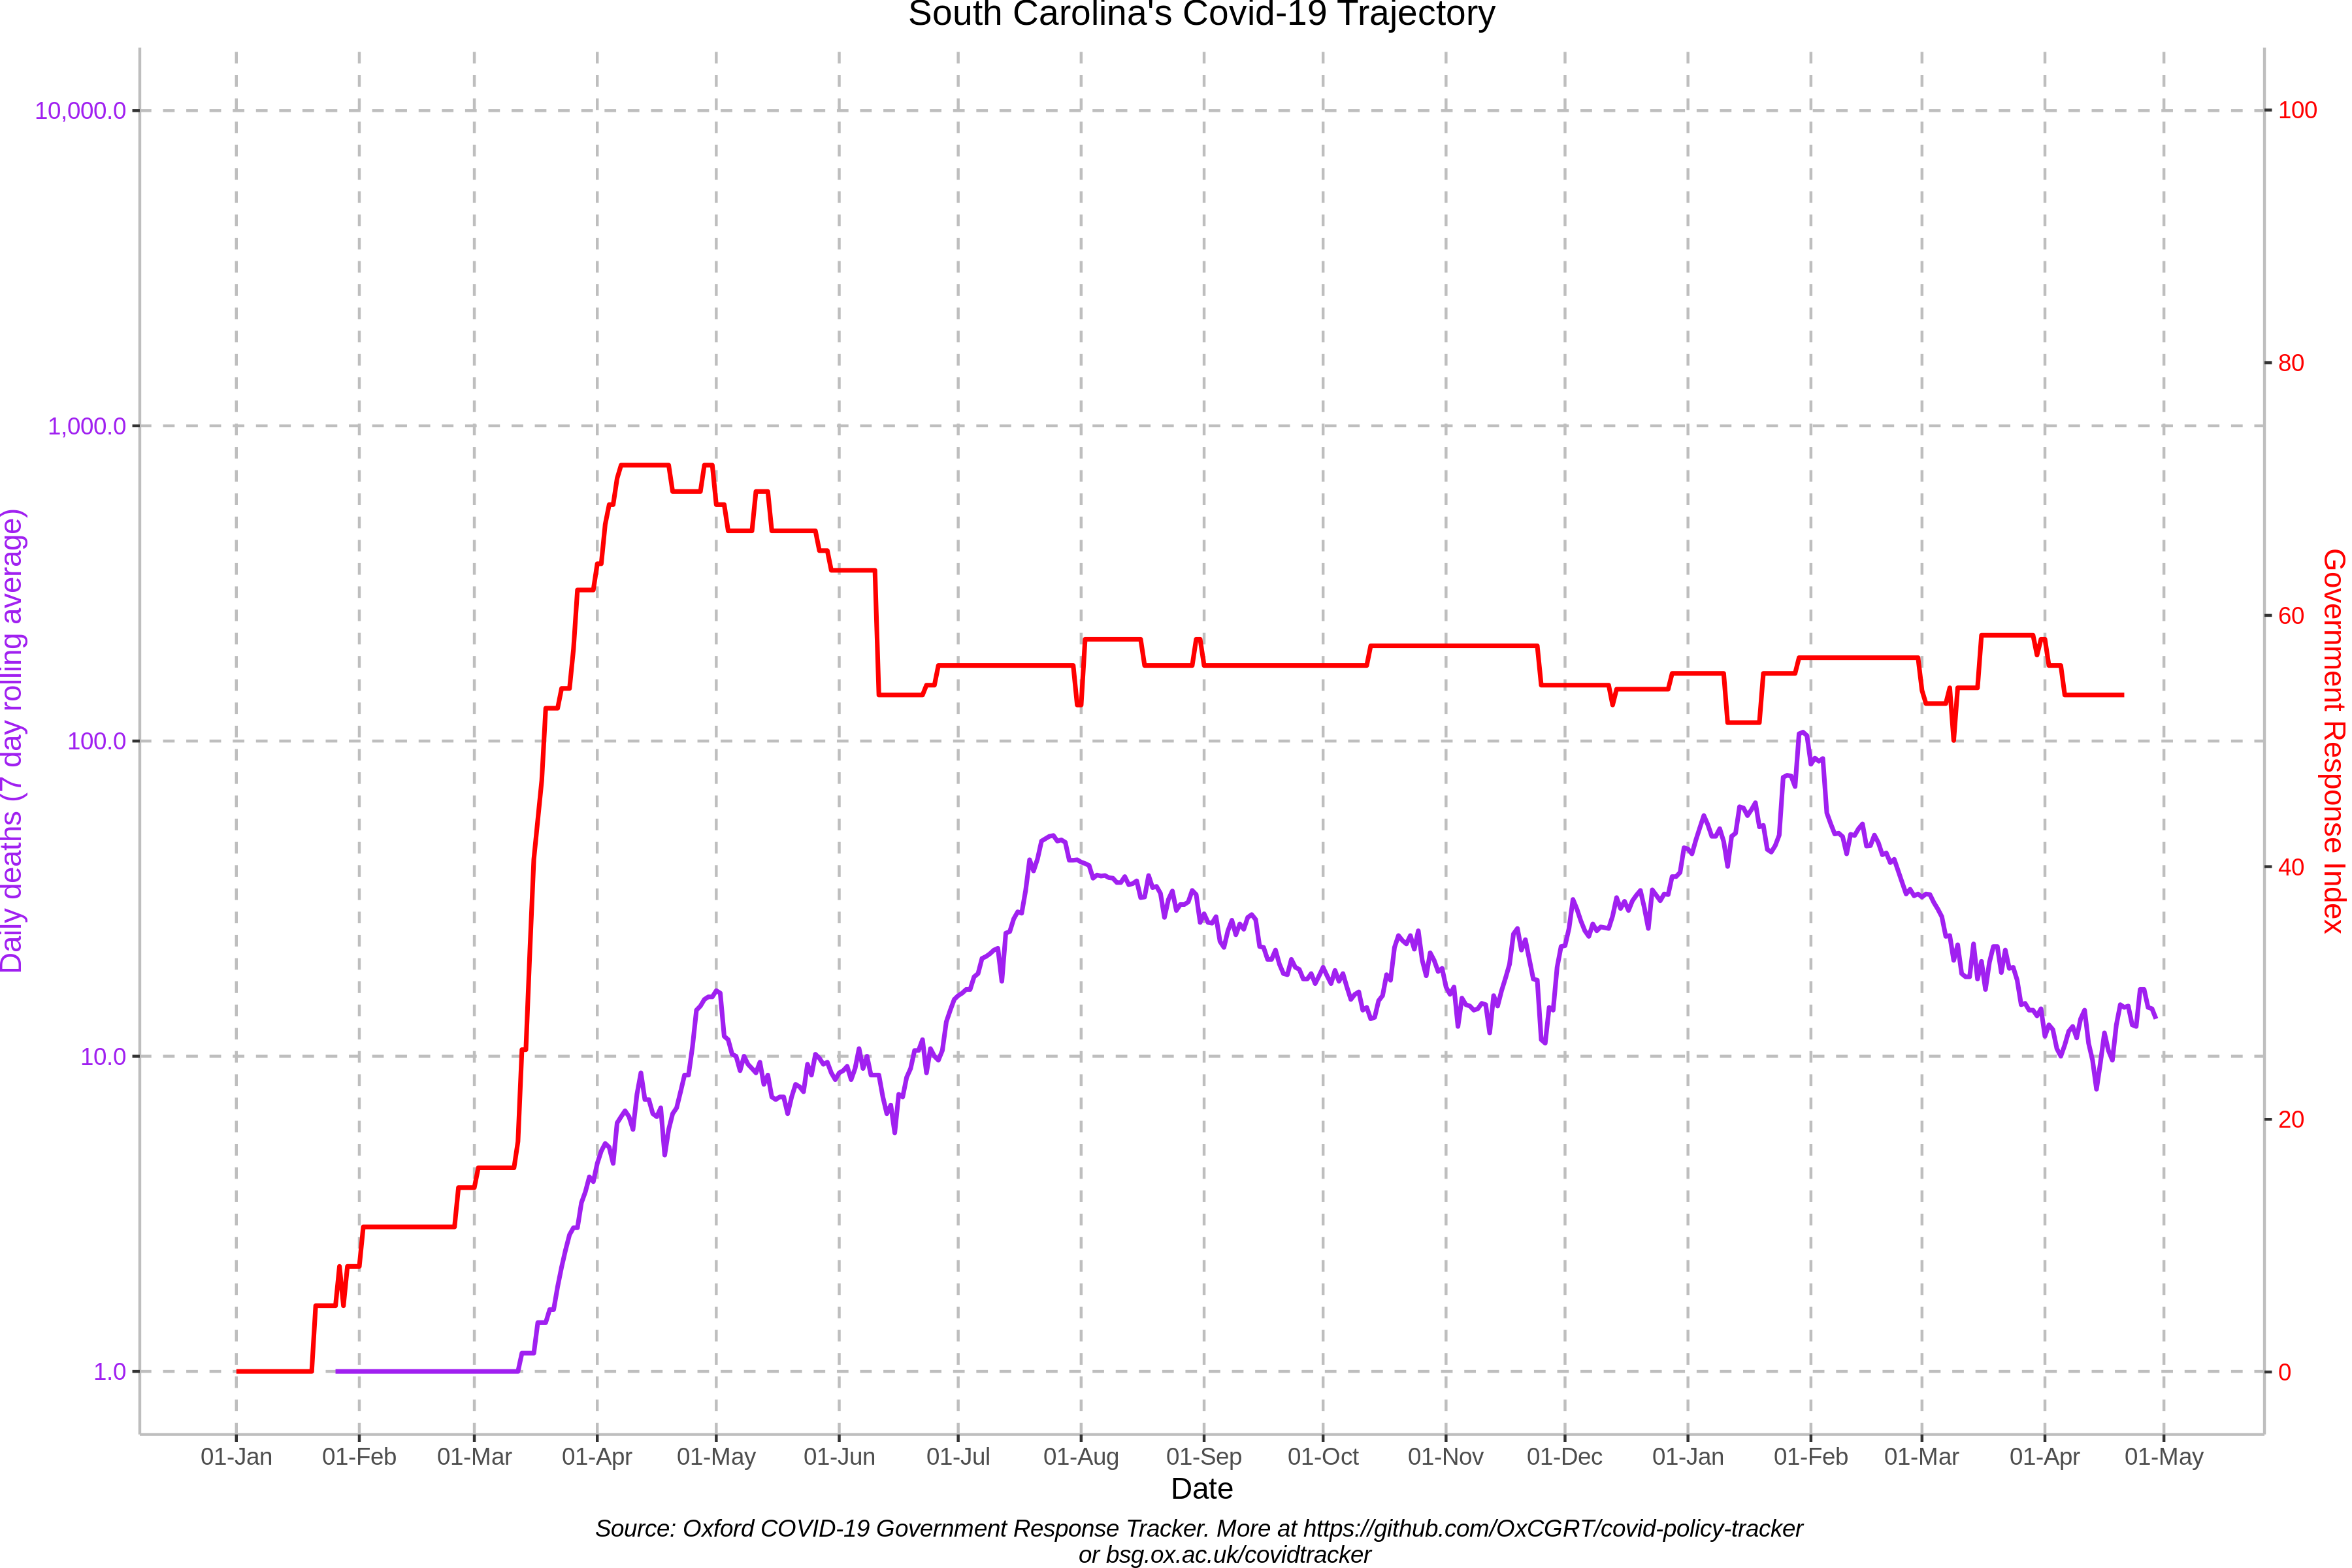 South Carolina's Covid-19 Trajectory
10,000.0
1,000.0
100.0
10.0
1.0
Daily deaths (7 day rolling average)
100
80
60
40
20
0
Government Response Index
01-Jan 01-Feb 01-Mar 01-Apr 01-May 01-Jun 01-Jul 01-Aug 01-Sep 01-Oct 01-Nov 01-Dec 01-Jan 01-Feb 01-Mar 01-Apr 01-May
Date
Source: Oxford COVID-19 Government Response Tracker. More at https://github.com/OxCGRT/covid-policy-tracker
or bsg.ox.ac.uk/covidtracker